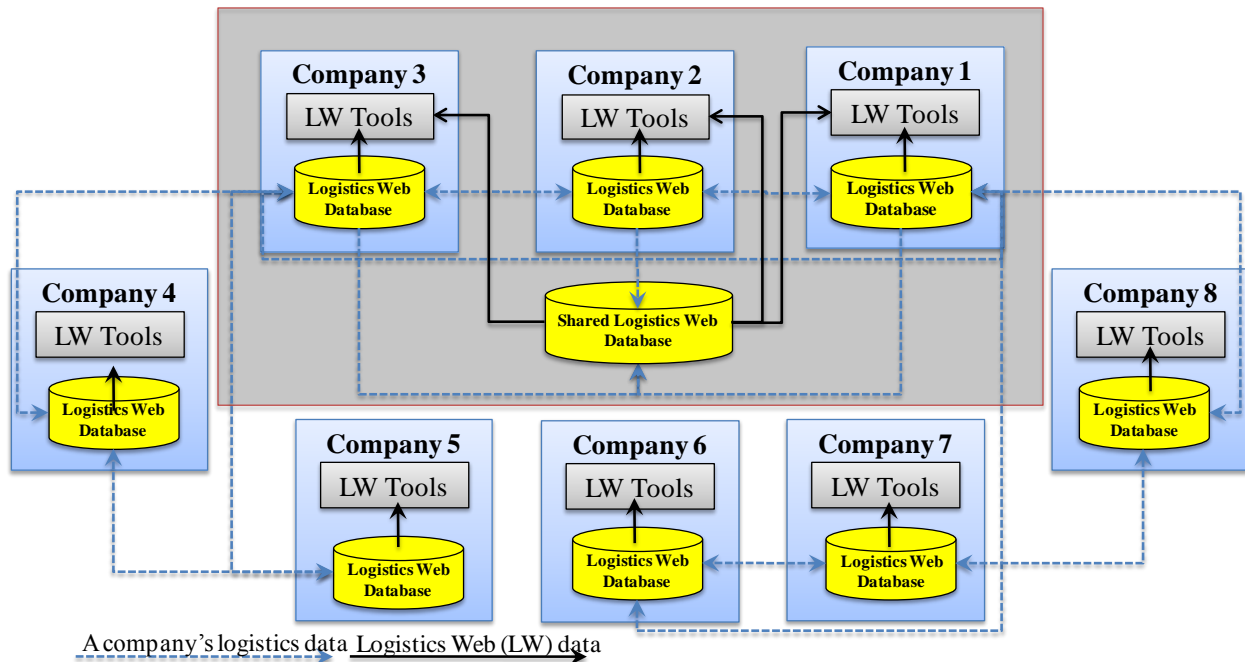 Company 3
LW Tools
Logistics Web
Database
Company 2
LW Tools
Logistics Web
Database
Company 1
LW Tools
Logistics Web
Database
Shared Logistics Web
Database
Company 4
LW Tools
Logistics Web
Database
Company 8
LW Tools
Logistics Web
Database
Company 5
LW Tools
Logistics Web
Database
Company 6
LW Tools
Logistics Web
Database
Company 7
LW Tools
Logistics Web
Database
A company's logistics data Logistics Web (LW) data